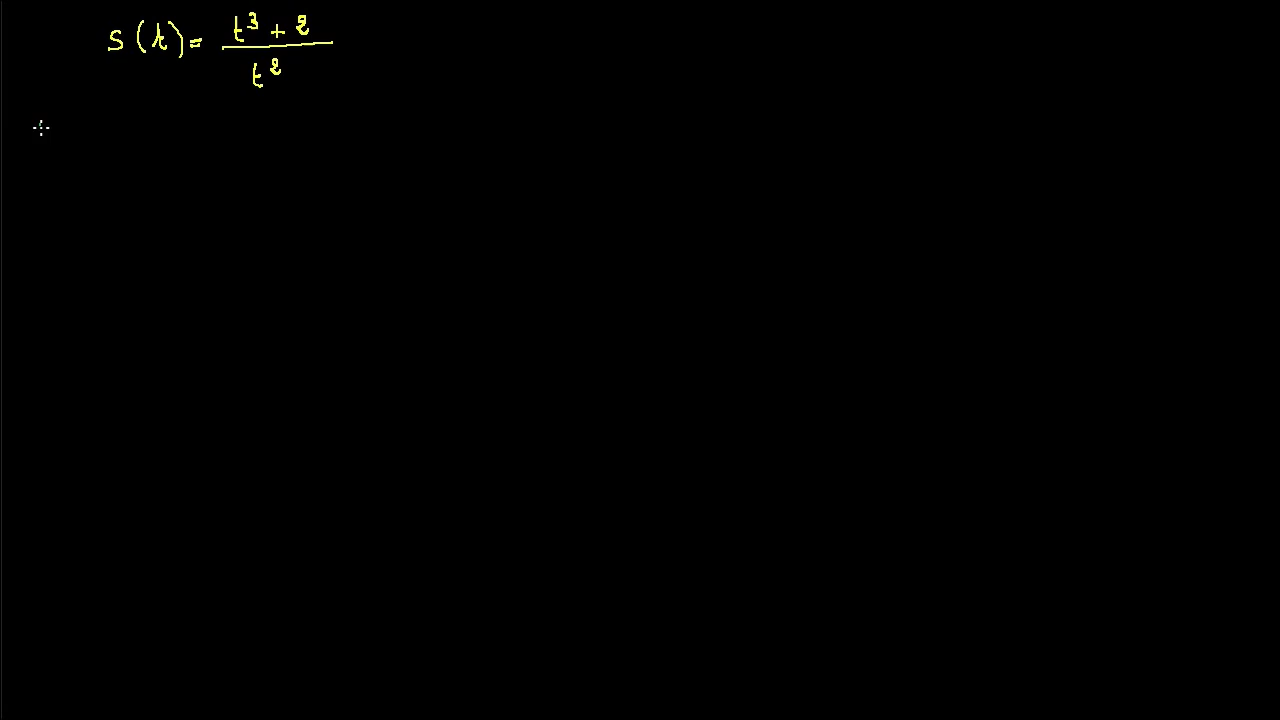 s(t) = (t³ + 2) / t²